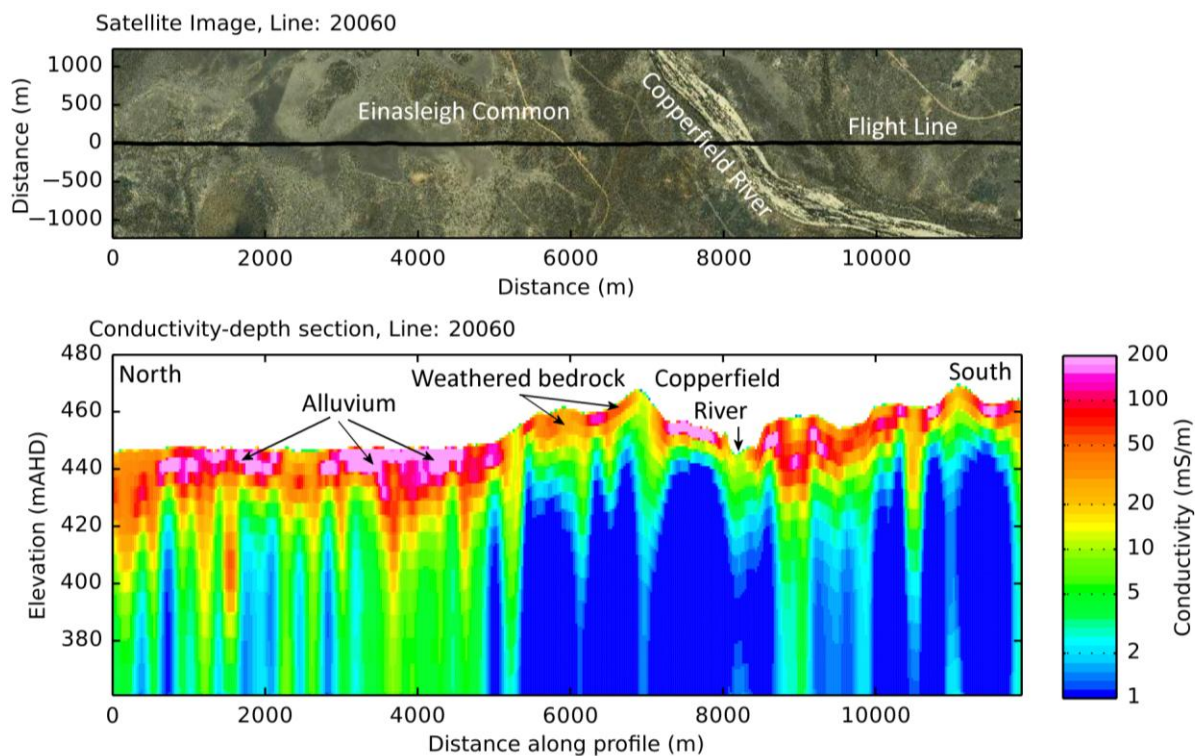 Satellite Image, Line: 20060
1000
500
0
−500
−1000
Distance (m)
Einasleigh Common
Copperfield River
Flight Line
0 2000 4000 6000 8000 10000
Distance (m)
Conductivity-depth section, Line: 20060
480
460
440
420
400
380
Elevation (mAHD)
North
Alluvium
Weathered bedrock
Copperfield
River
South
0 2000 4000 6000 8000 10000
Distance along profile (m)
200
100
50
20
10
5
2
1
Conductivity (mS/m)